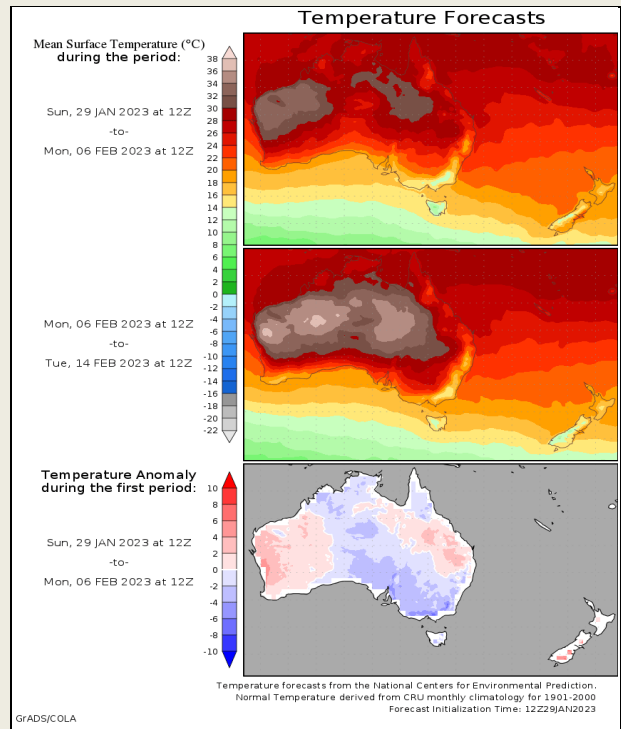 Temperature Forecasts
Mean Surface Temperature (°C)
during the period:
Sun, 29 JAN 2023 at 12Z
-to-
Mon, 06 FEB 2023 at 12Z
38
36
34
32
30
28
26
24
22
20
18
16
14
12
10
8
6
4
2
0
-2
-4
-6
-8
-10
-12
-14
-16
-18
-20
-22
Mon, 06 FEB 2023 at 12Z
-to-
Tue, 14 FEB 2023 at 12Z
Temperature Anomaly
during the first period:
Sun, 29 JAN 2023 at 12Z
-to-
Mon, 06 FEB 2023 at 12Z
10
8
6
4
2
0
-2
-4
-6
-8
-10
Temperature forecasts from the National Centers for Environmental Prediction.
Normal Temperature derived from CRU monthly climatology for 1901-2000
Forecast Initialization Time: 12Z29JAN2023
GrADS/COLA